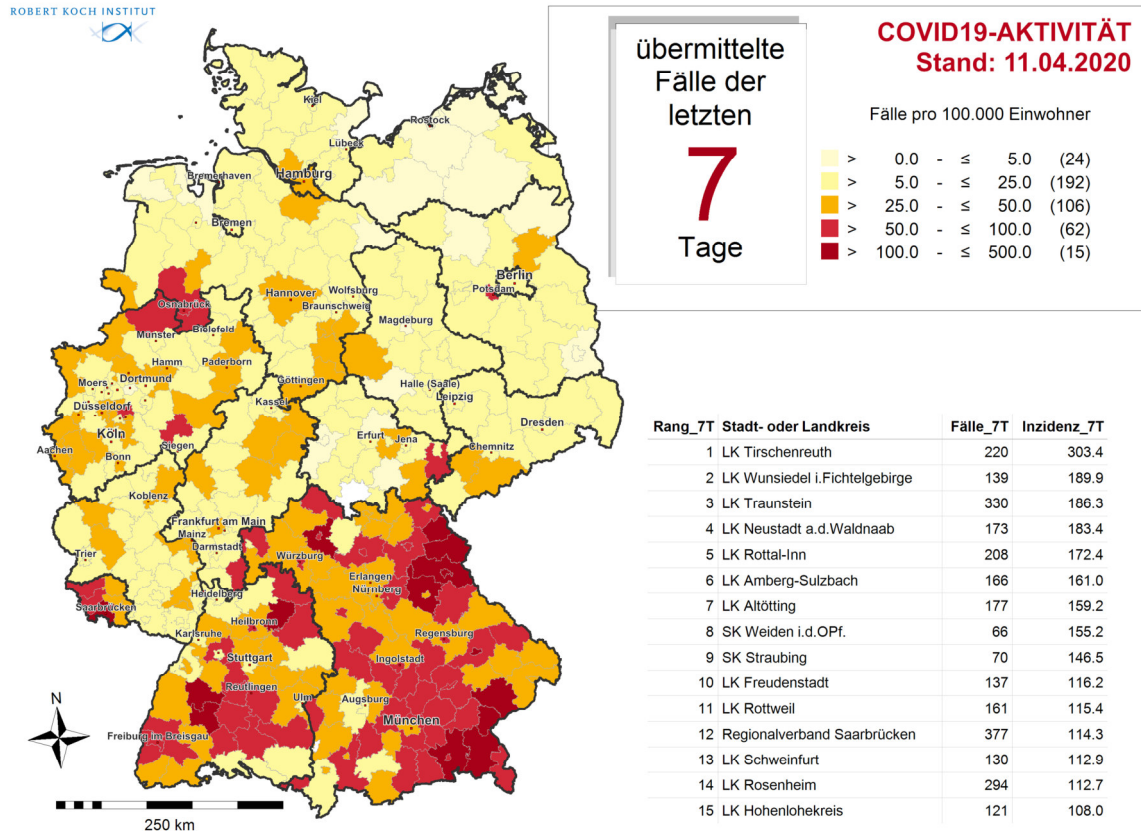 ROBERT KOCH INSTITUT
übermittelte
Fälle der
letzten
7
Tage
COVID19-AKTIVITÄT
Stand: 11.04.2020
Fälle pro 100.000 Einwohner
> 0.0 - ≤ 5.0 (24)
> 5.0 - ≤ 25.0 (192)
> 25.0 - ≤ 50.0 (106)
> 50.0 - ≤ 100.0 (62)
> 100.0 - ≤ 500.0 (15)
Kiel
Rostock
Lübeck
Bremerhaven
Hamburg
Bremen
Berlin
Potsdam
Hannover
Wolfsburg
Osnabrück
Braunschweig
Magdeburg
Bielefeld
Münster
Hamm
Paderborn
Göttingen
Moers
Dortmund
Halle (Saale)
Kassel
Leipzig
Düsseldorf
Dresden
Köln
Erfurt
Jena
Siegen
Chemnitz
Aachen
Bonn
Koblenz
Frankfurt am Main
Mainz
Darmstadt
Trier
Würzburg
Erlangen
Nürnberg
Heidelberg
Saarbrücken
Heilbronn
Karlsruhe
Regensburg
Stuttgart
Ingolstadt
Reutlingen
Ulm
Augsburg
München
Freiburg im Breisgau
N
250 km
Rang_7T Stadt- oder Landkreis Fälle_7T Inzidenz_7T
1 LK Tirschenreuth 220 303.4
2 LK Wunsiedel i.Fichtelgebirge 139 189.9
3 LK Traunstein 330 186.3
4 LK Neustadt a.d.Waldnaab 173 183.4
5 LK Rottal-Inn 208 172.4
6 LK Amberg-Sulzbach 166 161.0
7 LK Altötting 177 159.2
8 SK Weiden i.d.OPf. 66 155.2
9 SK Straubing 70 146.5
10 LK Freudenstadt 137 116.2
11 LK Rottweil 161 115.4
12 Regionalverband Saarbrücken 377 114.3
13 LK Schweinfurt 130 112.9
14 LK Rosenheim 294 112.7
15 LK Hohenlohekreis 121 108.0